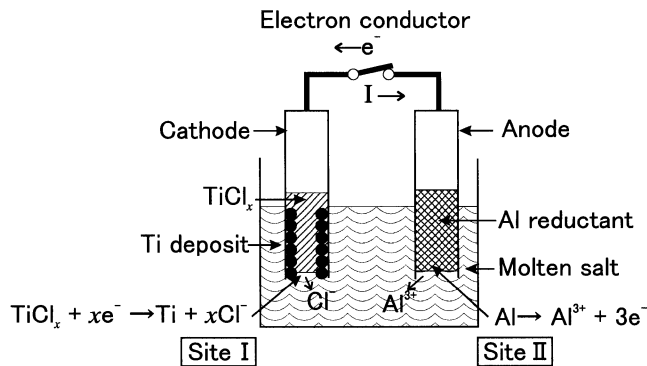 Electron conductor
←e⁻
I →
Cathode
Anode
TiClₓ
Al reductant
Ti deposit
Molten salt
Cl⁻
Al³⁺
TiClₓ + xe⁻ → Ti + xCl⁻
Al → Al³⁺ + 3e⁻
Site I
Site II